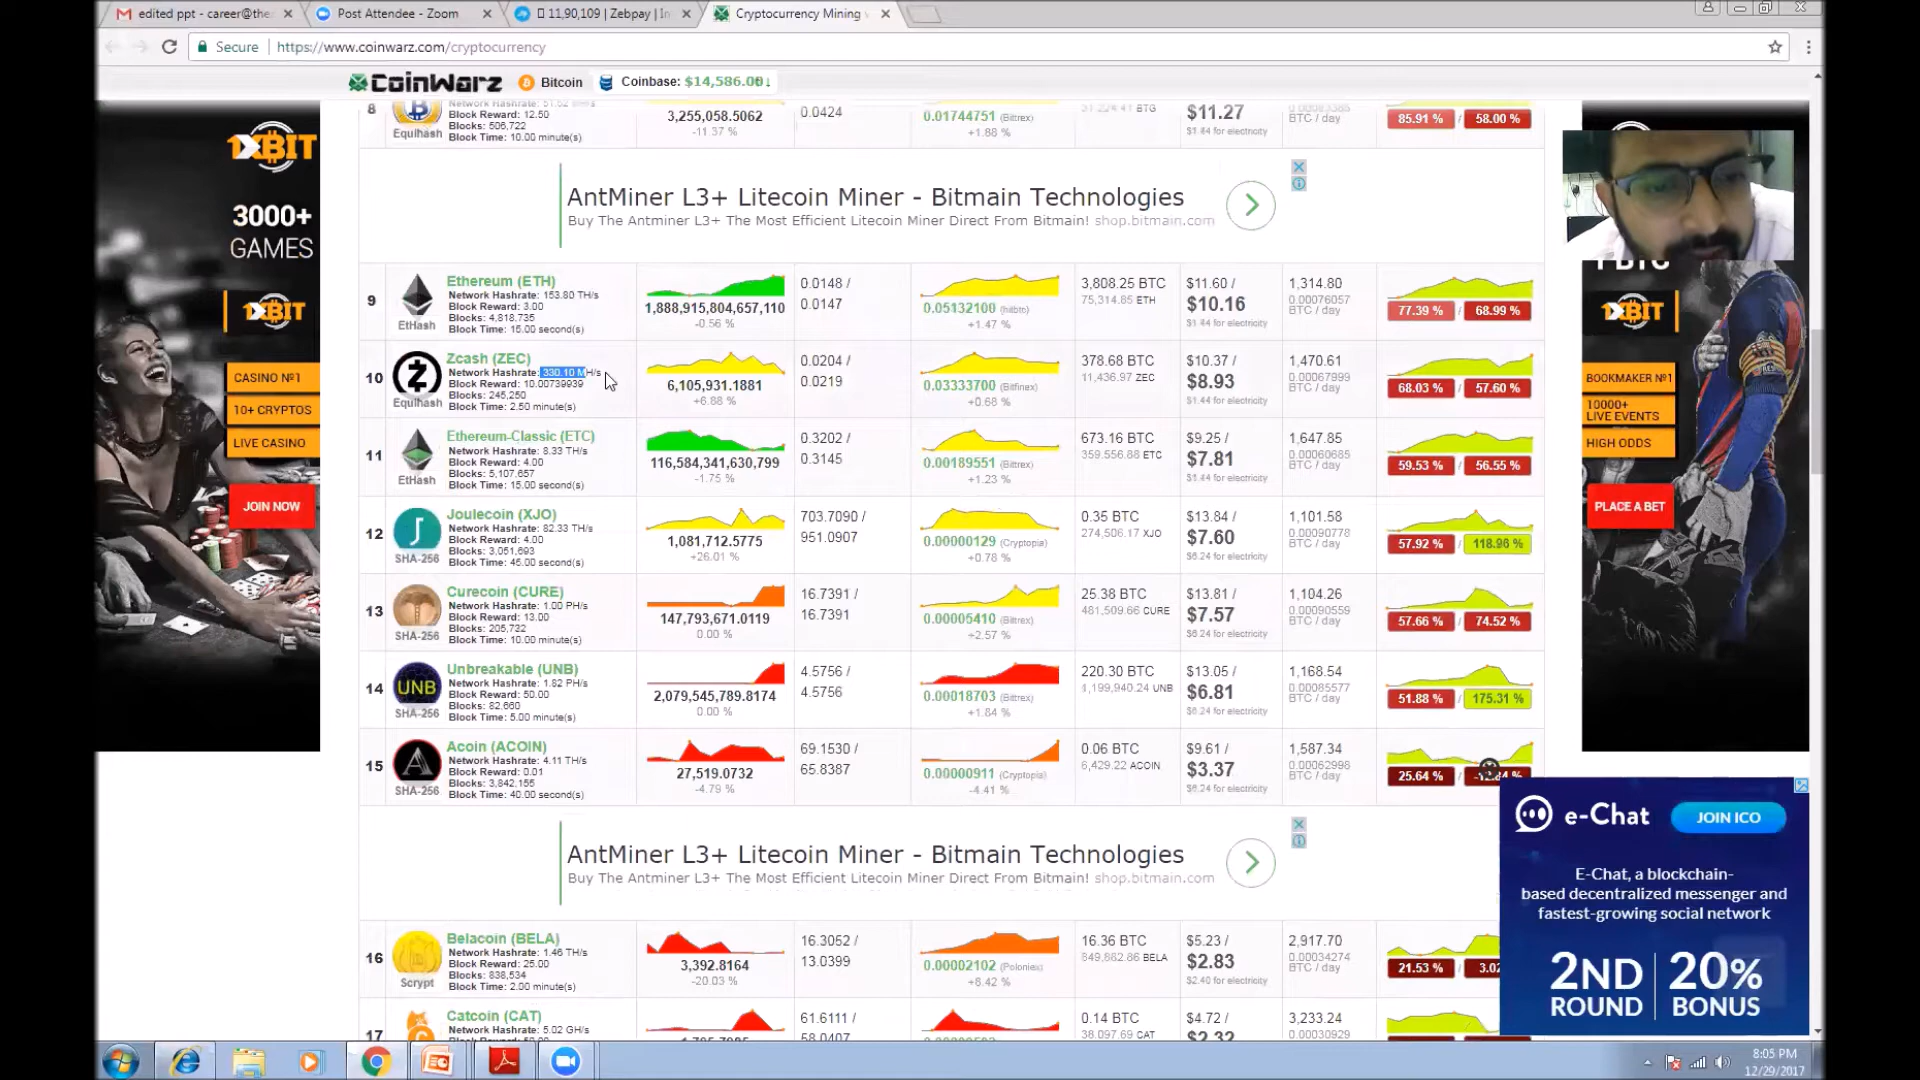 edited ppt - career@the
Post Attendee - Zoom
11,90,109 | Zebpay | In
Cryptocurrency Mining
Secure
https://www.coinwarz.com/cryptocurrency
CoinWarz
Bitcoin
Coinbase: $14,586.00↓
8
Equihash
Block Reward: 12.50
Blocks: 506,722
Block Time: 10.00 minute(s)
3,255,058.5062
-11.37 %
0.0424
0.01744751 (Bittrex)
+1.88 %
$11.27
$1.44 for electricity
BTC / day
85.91 % / 58.00 %
AntMiner L3+ Litecoin Miner - Bitmain Technologies
Buy The Antminer L3+ The Most Efficient Litecoin Miner Direct From Bitmain! shop.bitmain.com
9
EtHash
Ethereum (ETH)
Network Hashrate: 153.80 TH/s
Block Reward: 3.00
Blocks: 4,818,735
Block Time: 15.00 second(s)
1,888,915,804,657,110
-0.56 %
0.0148 /
0.0147
0.05132100 (hitbtc)
+1.47 %
3,808.25 BTC
75,314.85 ETH
$11.60 /
$10.16
$1.44 for electricity
1,314.80
0.00076057
BTC / day
77.39 % / 68.99 %
10
Equihash
Zcash (ZEC)
Network Hashrate: 330.10 MH/s
Block Reward: 10.00739939
Blocks: 245,250
Block Time: 2.50 minute(s)
6,105,931.1881
+6.88 %
0.0204 /
0.0219
0.03333700 (Bitfinex)
+0.68 %
378.68 BTC
11,436.97 ZEC
$10.37 /
$8.93
$1.44 for electricity
1,470.61
0.00067999
BTC / day
68.03 % / 57.60 %
11
EtHash
Ethereum-Classic (ETC)
Network Hashrate: 8.33 TH/s
Block Reward: 4.00
Blocks: 5,107,657
Block Time: 15.00 second(s)
116,584,341,630,799
-1.75 %
0.3202 /
0.3145
0.00189551 (Bittrex)
+1.23 %
673.16 BTC
359,556.88 ETC
$9.25 /
$7.81
$1.44 for electricity
1,647.85
0.00060685
BTC / day
59.53 % / 56.55 %
12
SHA-256
Joulecoin (XJO)
Network Hashrate: 82.33 TH/s
Block Reward: 4.00
Blocks: 3,051,693
Block Time: 45.00 second(s)
1,081,712.5775
+26.01 %
703.7090 /
951.0907
0.00000129 (Cryptopia)
+0.78 %
0.35 BTC
274,506.17 XJO
$13.84 /
$7.60
$6.24 for electricity
1,101.58
0.00090778
BTC / day
57.92 % / 118.96 %
13
SHA-256
Curecoin (CURE)
Network Hashrate: 1.00 PH/s
Block Reward: 13.00
Blocks: 205,732
Block Time: 10.00 minute(s)
147,793,671.0119
0.00 %
16.7391 /
16.7391
0.00005410 (Bittrex)
+2.57 %
25.38 BTC
481,509.66 CURE
$13.81 /
$7.57
$6.24 for electricity
1,104.26
0.00090559
BTC / day
57.66 % / 74.52 %
14
UNB
SHA-256
Unbreakable (UNB)
Network Hashrate: 1.82 PH/s
Block Reward: 50.00
Blocks: 82,660
Block Time: 5.00 minute(s)
2,079,545,789.8174
0.00 %
4.5756 /
4.5756
0.00018703 (Bittrex)
+1.84 %
220.30 BTC
1,199,940.24 UNB
$13.05 /
$6.81
$6.24 for electricity
1,168.54
0.00085577
BTC / day
51.88 % / 175.31 %
15
SHA-256
Acoin (ACOIN)
Network Hashrate: 4.11 TH/s
Block Reward: 0.01
Blocks: 3,842,155
Block Time: 40.00 second(s)
27,519.0732
-4.79 %
69.1530 /
65.8387
0.00000911 (Cryptopia)
-4.41 %
0.06 BTC
6,429.22 ACOIN
$9.61 /
$3.37
$6.24 for electricity
1,587.34
0.00062998
BTC / day
25.64 %
AntMiner L3+ Litecoin Miner - Bitmain Technologies
Buy The Antminer L3+ The Most Efficient Litecoin Miner Direct From Bitmain! shop.bitmain.com
16
Scrypt
Belacoin (BELA)
Network Hashrate: 1.46 TH/s
Block Reward: 25.00
Blocks: 838,534
Block Time: 2.00 minute(s)
3,392.8164
-20.03 %
16.3052 /
13.0399
0.00002102 (Poloniex)
+8.42 %
16.36 BTC
849,862.86 BELA
$5.23 /
$2.83
$2.40 for electricity
2,917.70
0.00034274
BTC / day
21.53 % / 3.02
17
Catcoin (CAT)
Network Hashrate: 5.02 GH/s
61.6111 /
58.0407
0.14 BTC
38,097.69 CAT
$4.72 /
$2.32
3,233.24
0.00030929
1XBIT
3000+
GAMES
1XBIT
CASINO №1
10+ CRYPTOS
LIVE CASINO
JOIN NOW
1 BTC
1XBIT
BOOKMAKER №1
10000+
LIVE EVENTS
HIGH ODDS
PLACE A BET
e-Chat
JOIN ICO
E-Chat, a blockchain-
based decentralized messenger and
fastest-growing social network
2ND
ROUND
20%
BONUS
8:05 PM
12/29/2017